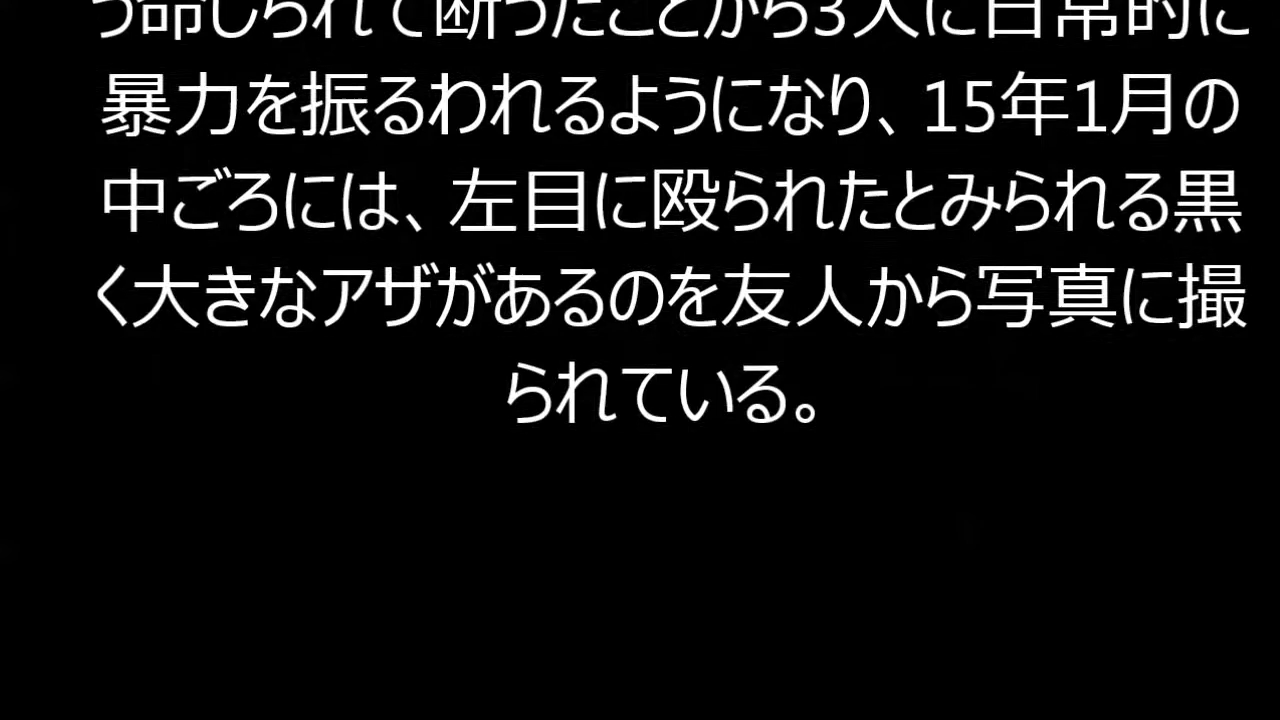 う命じられて断ったことから3人に日常的に
暴力を振るわれるようになり、15年1月の
中ごろには、左目に殴られたとみられる黒
く大きなアザがあるのを友人から写真に撮
られている。